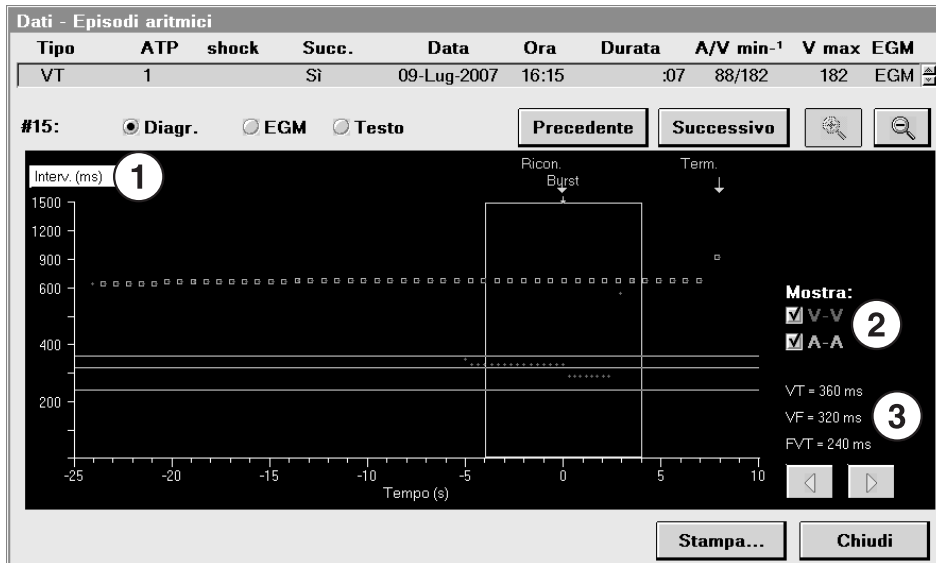 Dati - Episodi aritmici
Tipo ATP shock Succ. Data Ora Durata A/V min-¹ V max EGM
VT 1 Sì 09-Lug-2007 16:15 :07 88/182 182 EGM
#15: Diagr. EGM Testo Precedente Successivo
Interv. (ms) 1
Ricon. Term.
Burst
1500
1200
900
600
400
200
Mostra:
V-V
A-A
2
VT = 360 ms
VF = 320 ms
FVT = 240 ms
3
-25 -20 -15 -10 -5 0 5 10
Tempo (s)
Stampa... Chiudi